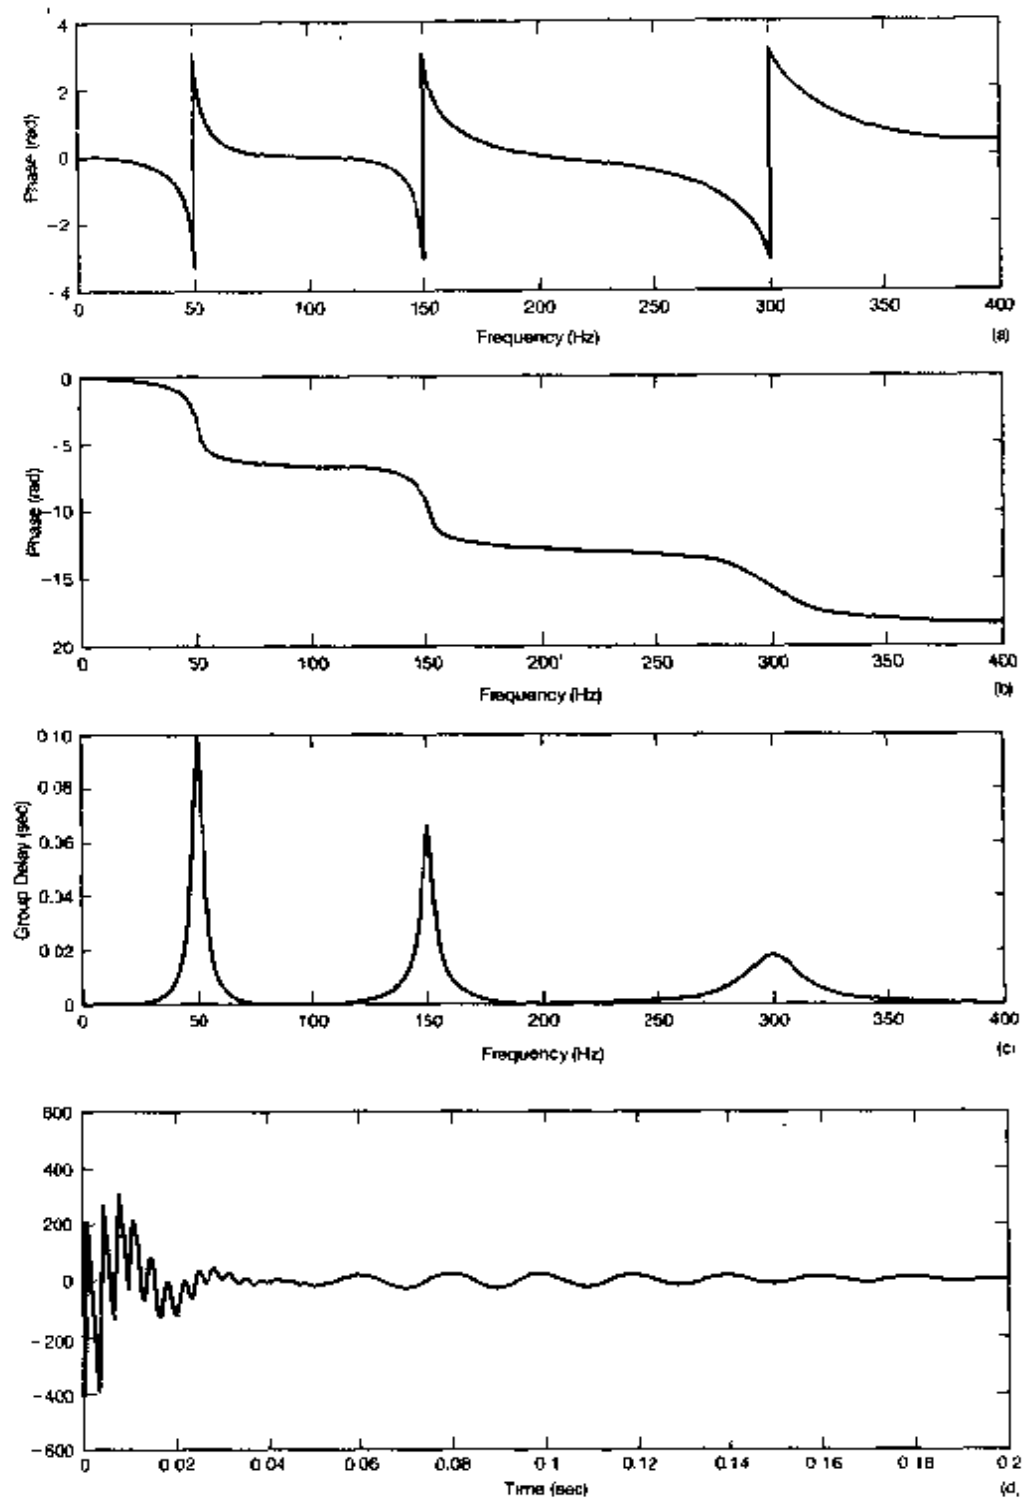 4
2
0
-2
-4
Phase (rad)
0 50 100 150 200 250 300 350 400
Frequency (Hz)
(a)
0
-5
-10
-15
20
Phase (rad)
0 50 100 150 200 250 300 350 400
Frequency (Hz)
(b)
0.10
0.08
0.06
0.04
0.02
0
Group Delay (sec)
0 50 100 150 200 250 300 350 400
Frequency (Hz)
(c)
600
400
200
0
-200
-400
-600
0 0.02 0.04 0.06 0.08 0.1 0.12 0.14 0.16 0.18 0.2
Time (sec)
(d)